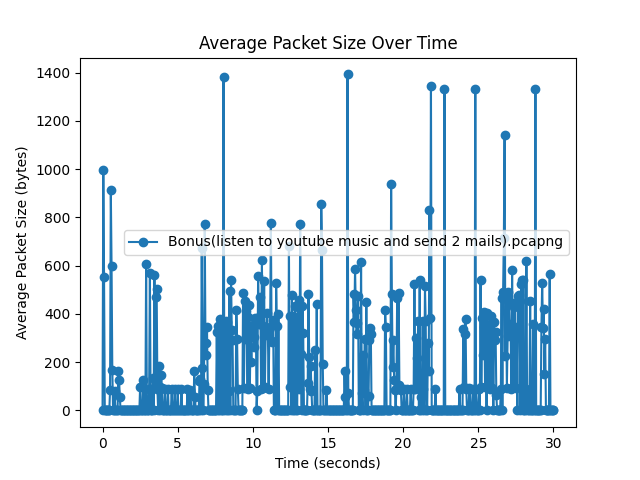 Average Packet Size Over Time
Average Packet Size (bytes)
1400
1200
1000
800
600
400
200
0
Bonus(listen to youtube music and send 2 mails).pcapng
0 5 10 15 20 25 30
Time (seconds)